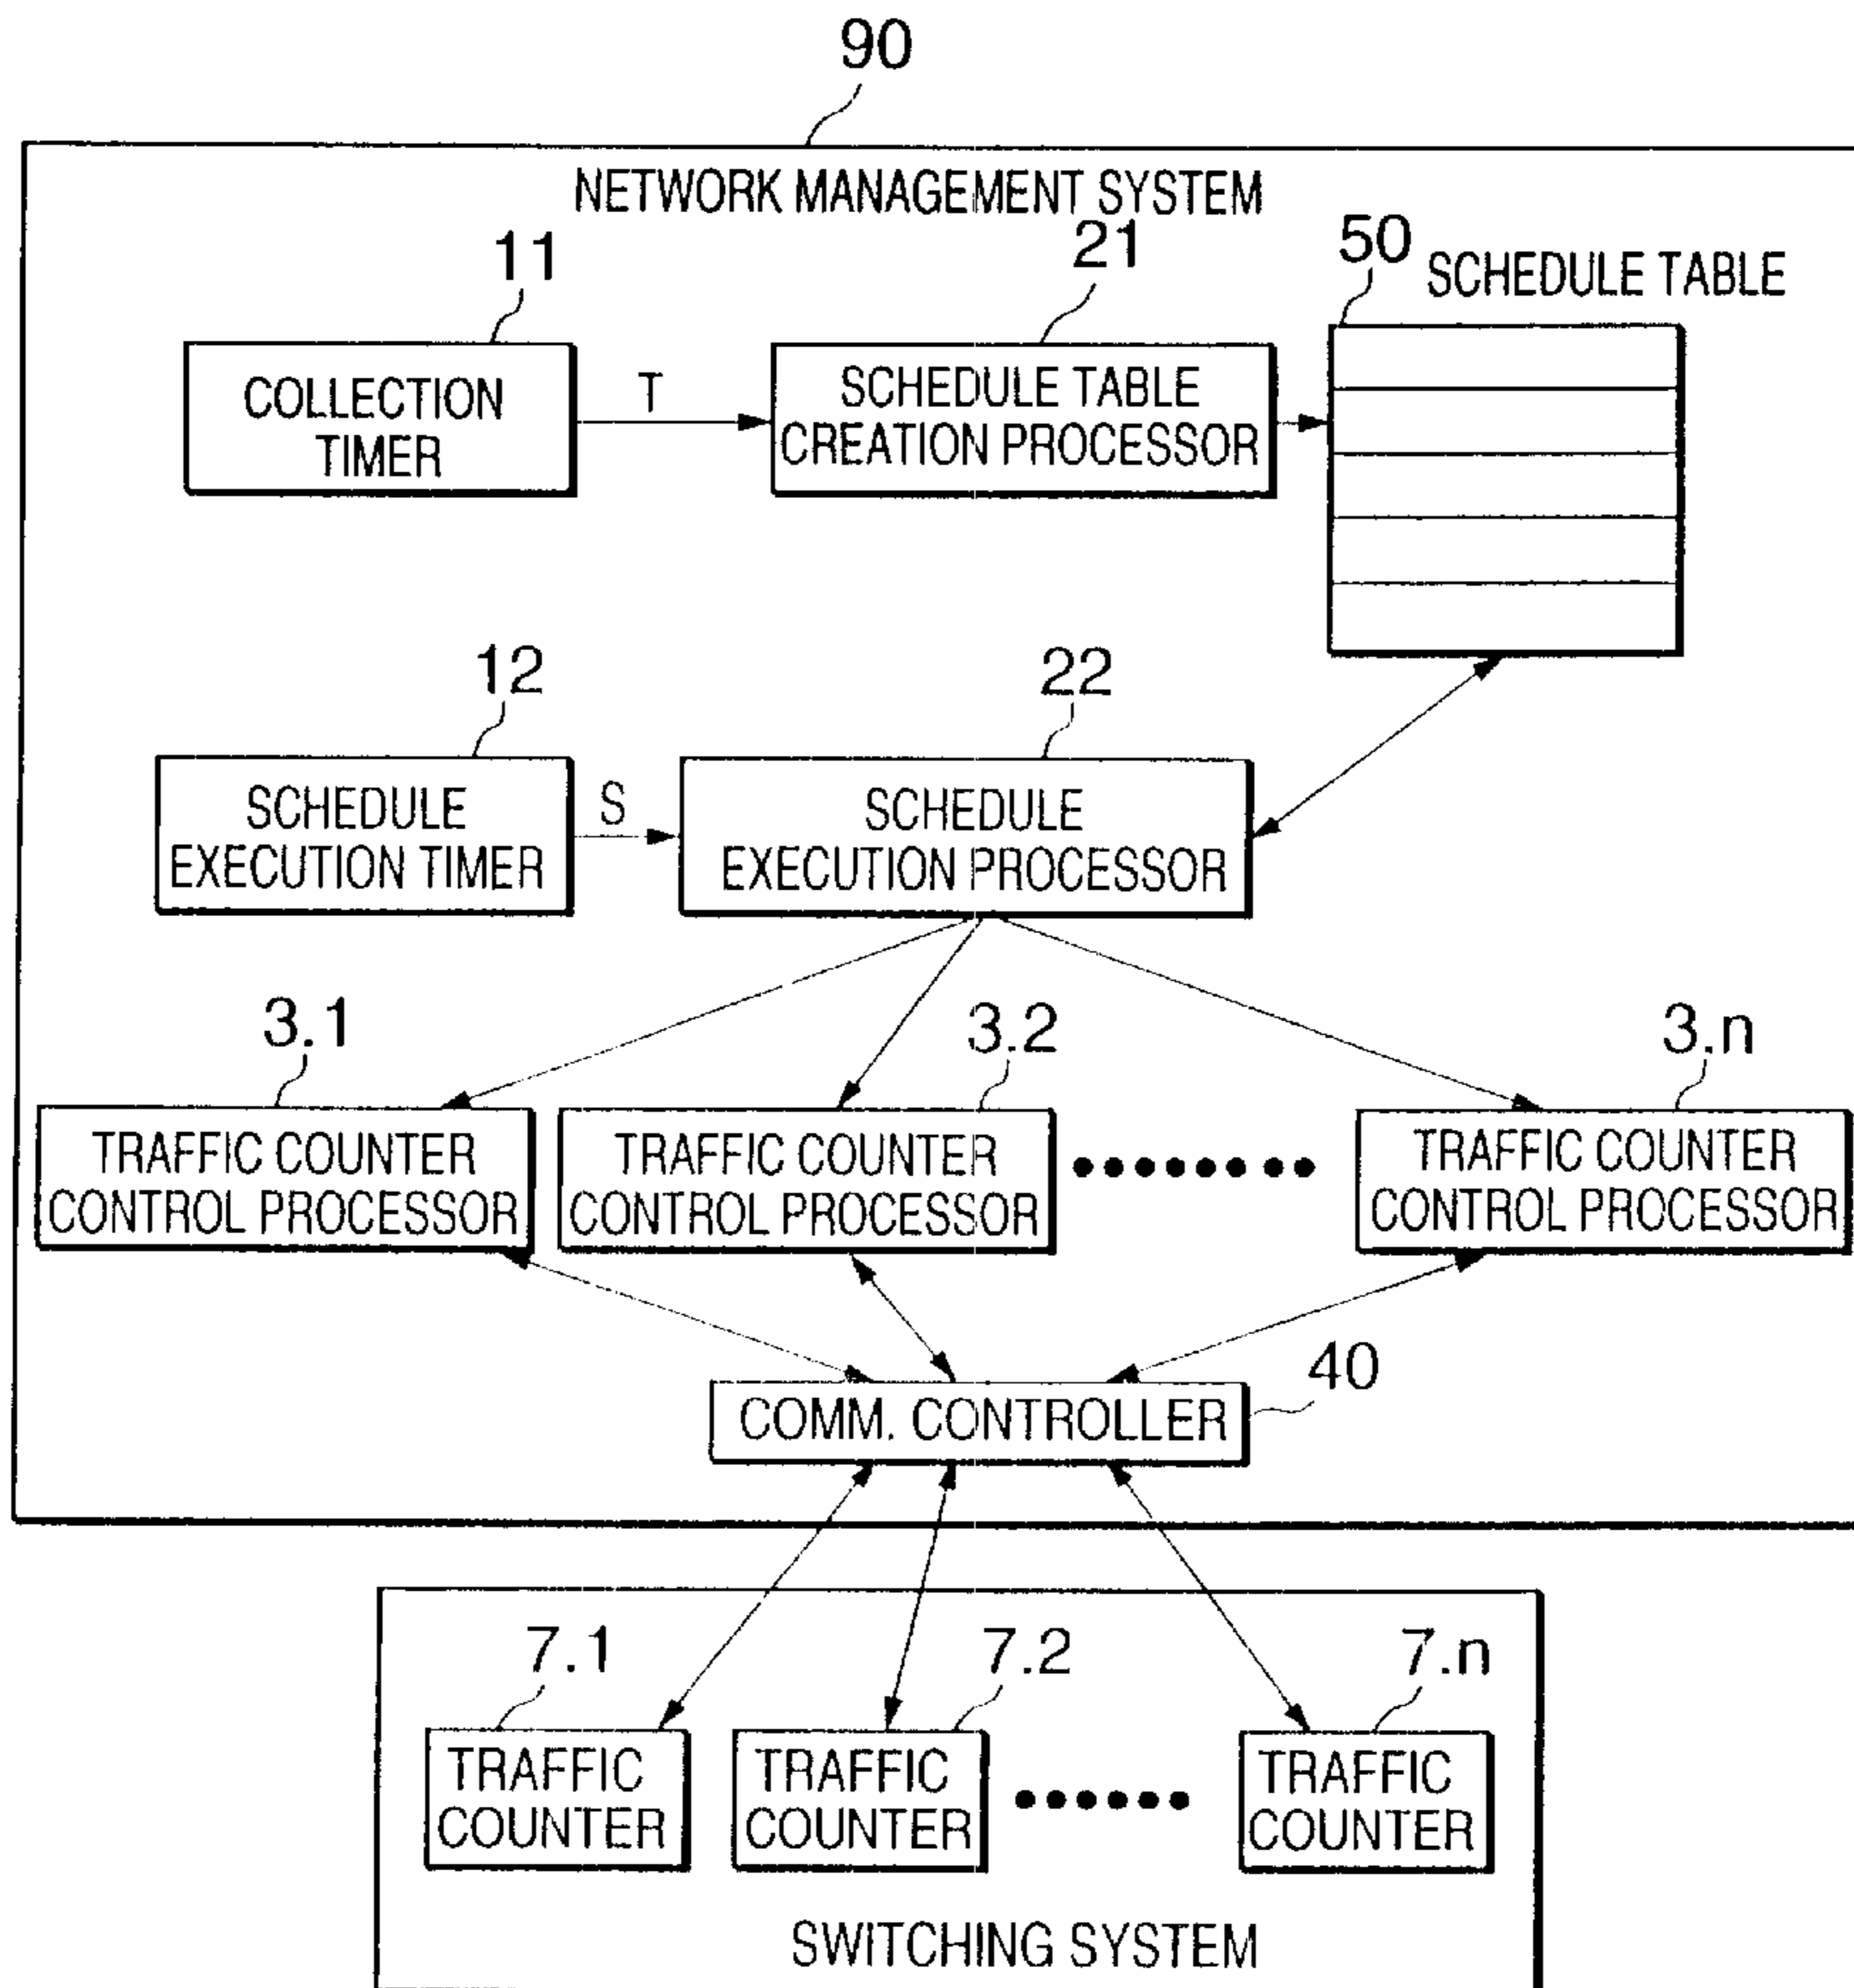 90
NETWORK MANAGEMENT SYSTEM
11
21
50
SCHEDULE TABLE
COLLECTION
TIMER
T
SCHEDULE TABLE
CREATION PROCESSOR
12
22
SCHEDULE
EXECUTION TIMER
S
SCHEDULE
EXECUTION PROCESSOR
3.1
3.2
3.n
TRAFFIC COUNTER
CONTROL PROCESSOR
TRAFFIC COUNTER
CONTROL PROCESSOR
TRAFFIC COUNTER
CONTROL PROCESSOR
40
COMM. CONTROLLER
7.1
7.2
7.n
TRAFFIC
COUNTER
TRAFFIC
COUNTER
TRAFFIC
COUNTER
SWITCHING SYSTEM